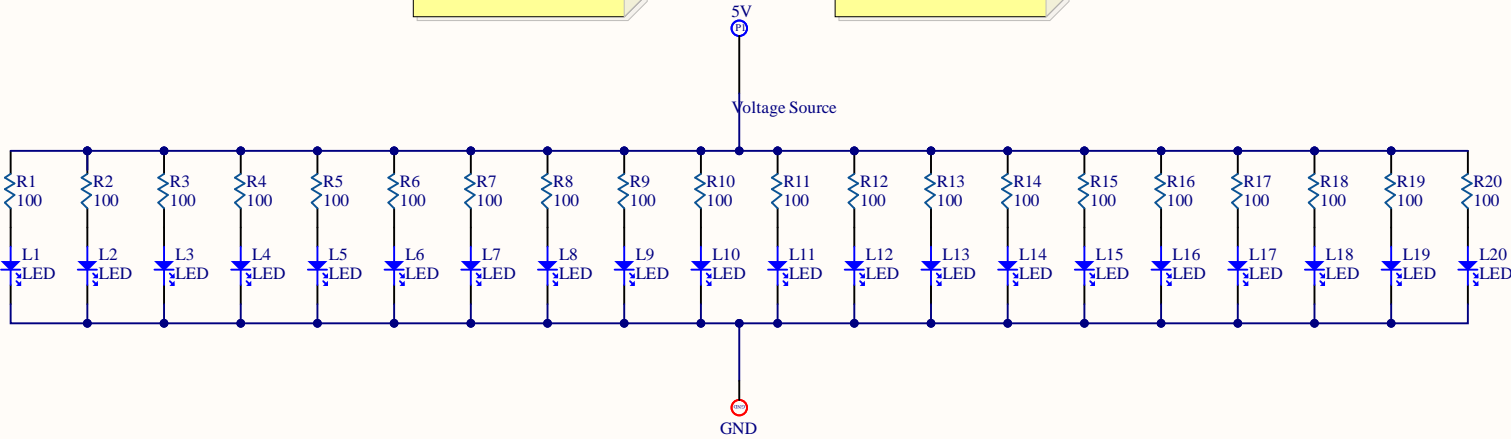 5V
P1
Voltage Source
R1 R2 R3 R4 R5 R6 R7 R8 R9 R10 R11 R12 R13 R14 R15 R16 R17 R18 R19 R20
100 100 100 100 100 100 100 100 100 100 100 100 100 100 100 100 100 100 100 100
L1 L2 L3 L4 L5 L6 L7 L8 L9 L10 L11 L12 L13 L14 L15 L16 L17 L18 L19 L20
LED LED LED LED LED LED LED LED LED LED LED LED LED LED LED LED LED LED LED LED
GND
GND